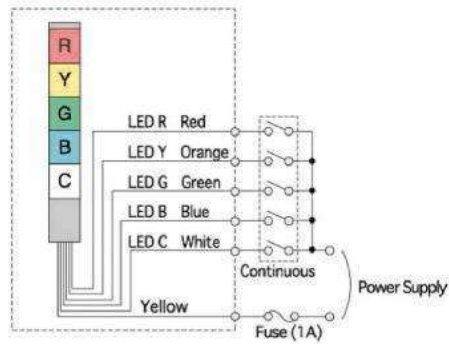 R
Y
G
B
C
LED R Red
LED Y Orange
LED G Green
LED B Blue
LED C White
Continuous
Yellow
Power Supply
Fuse (1A)